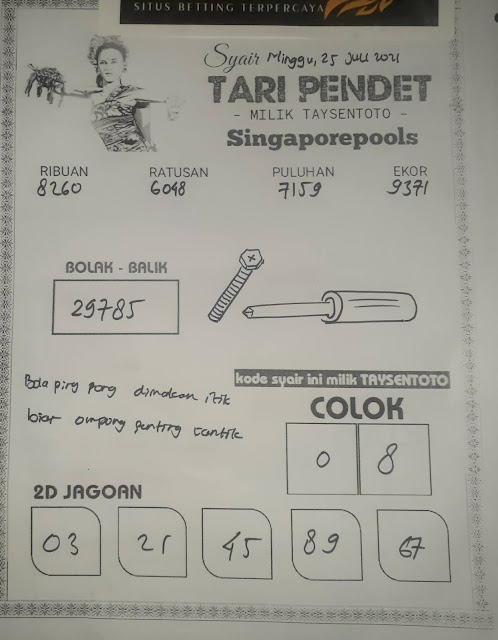 SITUS BETTING TERPERCAYA
Syair Minggu, 25 Juli 2021
TARI PENDET
- MILIK TAYSENTOTO -
Singaporepools
RIBUAN RATUSAN PULUHAN EKOR
8260 6048 7159 9371
BOLAK - BALIK
29785
Bola ping pong dimakan itik
biar ompong penting cantik
kode syair ini milik TAYSENTOTO
COLOK
0 8
2D JAGOAN
03 21 45 89 67